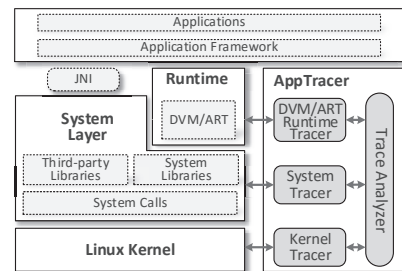 Applications
Application Framework
JNI
Runtime
AppTracer
DVM/ART
DVM/ART
Runtime
Tracer
System
Layer
Third-party
Libraries
System
Libraries
System Calls
System
Tracer
Trace Analyzer
Linux Kernel
Kernel
Tracer